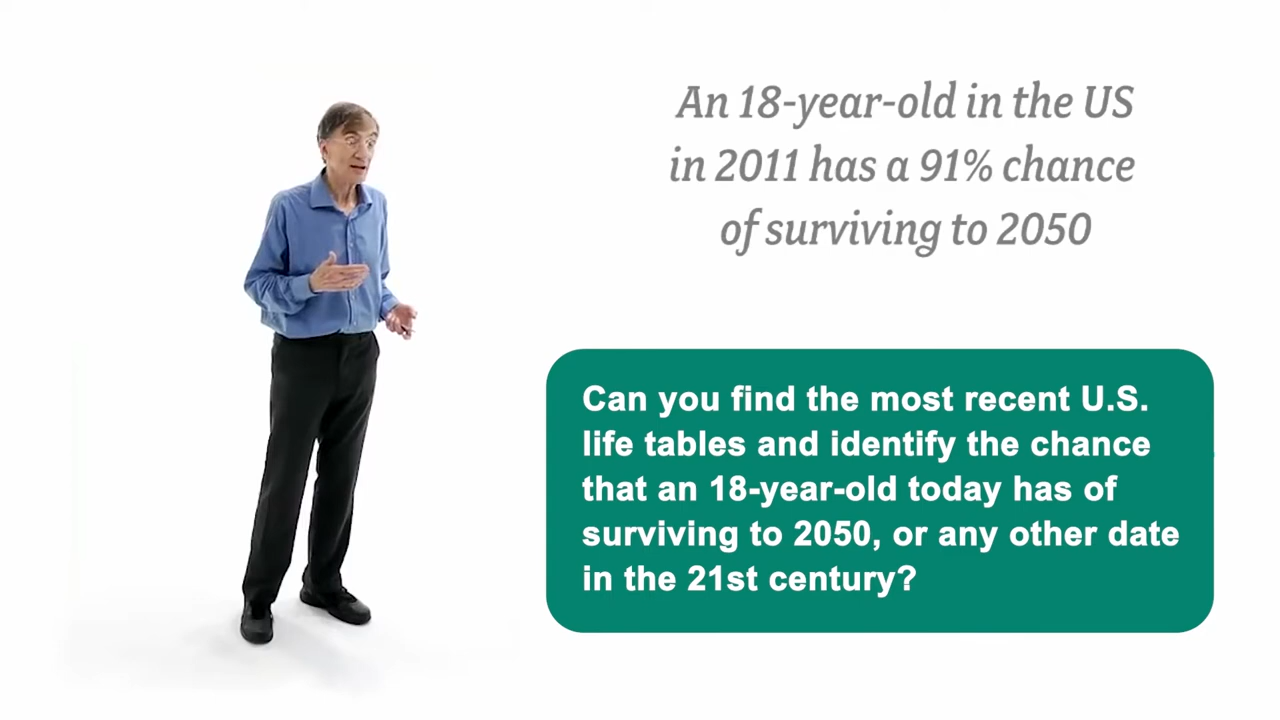 An 18-year-old in the US
in 2011 has a 91% chance
of surviving to 2050
Can you find the most recent U.S.
life tables and identify the chance
that an 18-year-old today has of
surviving to 2050, or any other date
in the 21st century?